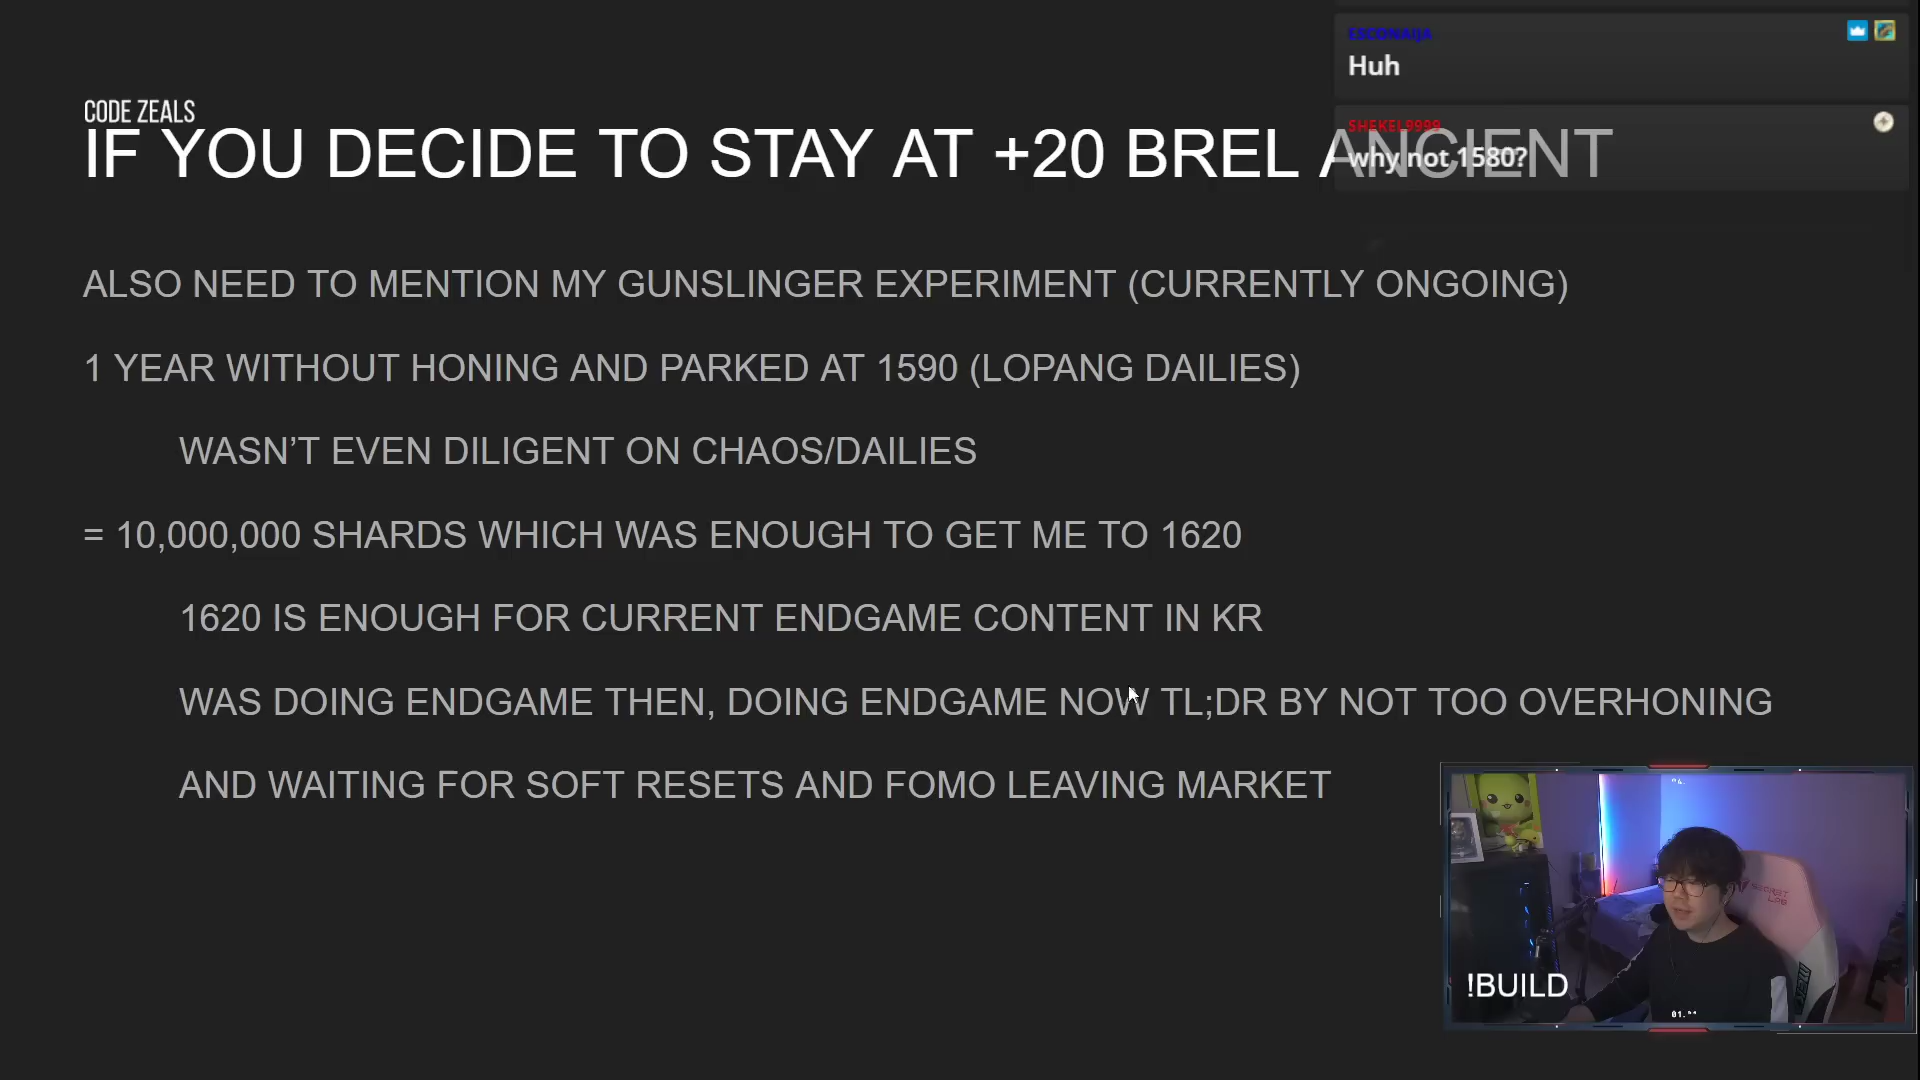 ESCONAIJA
Huh
CODE ZEALS
SHEKEL9999
IF YOU DECIDE TO STAY AT +20 BREL ANCIENT
why not 1580?
ALSO NEED TO MENTION MY GUNSLINGER EXPERIMENT (CURRENTLY ONGOING)
1 YEAR WITHOUT HONING AND PARKED AT 1590 (LOPANG DAILIES)
WASN’T EVEN DILIGENT ON CHAOS/DAILIES
= 10,000,000 SHARDS WHICH WAS ENOUGH TO GET ME TO 1620
1620 IS ENOUGH FOR CURRENT ENDGAME CONTENT IN KR
WAS DOING ENDGAME THEN, DOING ENDGAME NOW TL;DR BY NOT TOO OVERHONING
AND WAITING FOR SOFT RESETS AND FOMO LEAVING MARKET
!BUILD